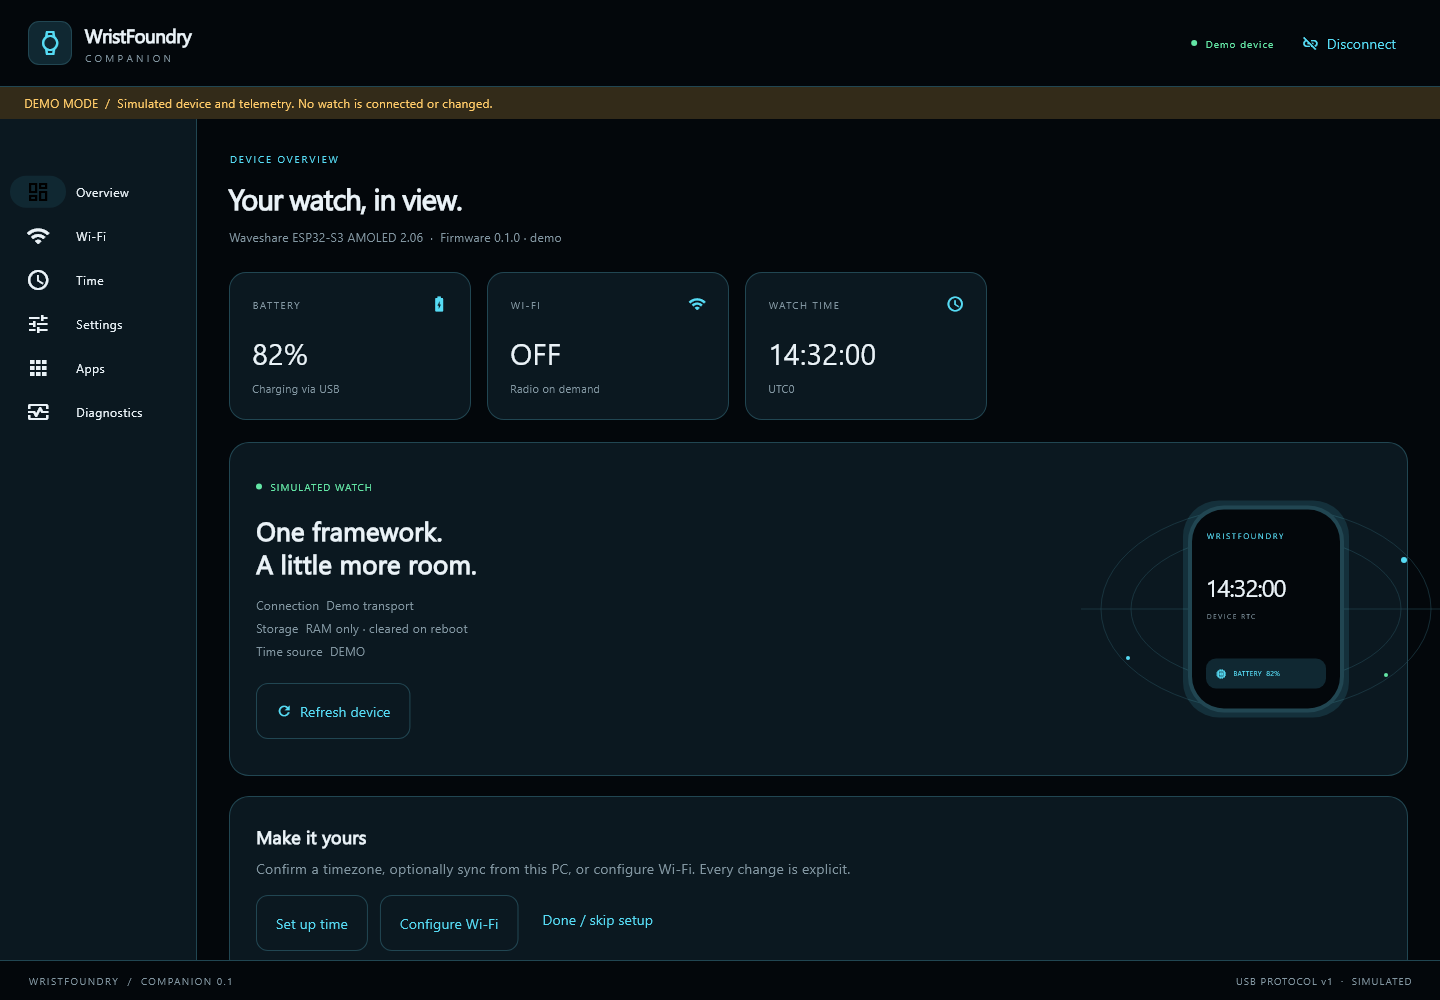 WristFoundry
COMPANION
Demo device
Disconnect
DEMO MODE / Simulated device and telemetry. No watch is connected or changed.
Overview
Wi-Fi
Time
Settings
Apps
Diagnostics
DEVICE OVERVIEW
Your watch, in view.
Waveshare ESP32-S3 AMOLED 2.06 · Firmware 0.1.0 · demo
BATTERY
82%
Charging via USB
WI-FI
OFF
Radio on demand
WATCH TIME
14:32:00
UTC0
SIMULATED WATCH
One framework.
A little more room.
Connection Demo transport
Storage RAM only · cleared on reboot
Time source DEMO
Refresh device
WRISTFOUNDRY
14:32:00
DEVICE RTC
BATTERY 82%
Make it yours
Confirm a timezone, optionally sync from this PC, or configure Wi-Fi. Every change is explicit.
Set up time
Configure Wi-Fi
Done / skip setup
WRISTFOUNDRY / COMPANION 0.1
USB PROTOCOL v1 · SIMULATED